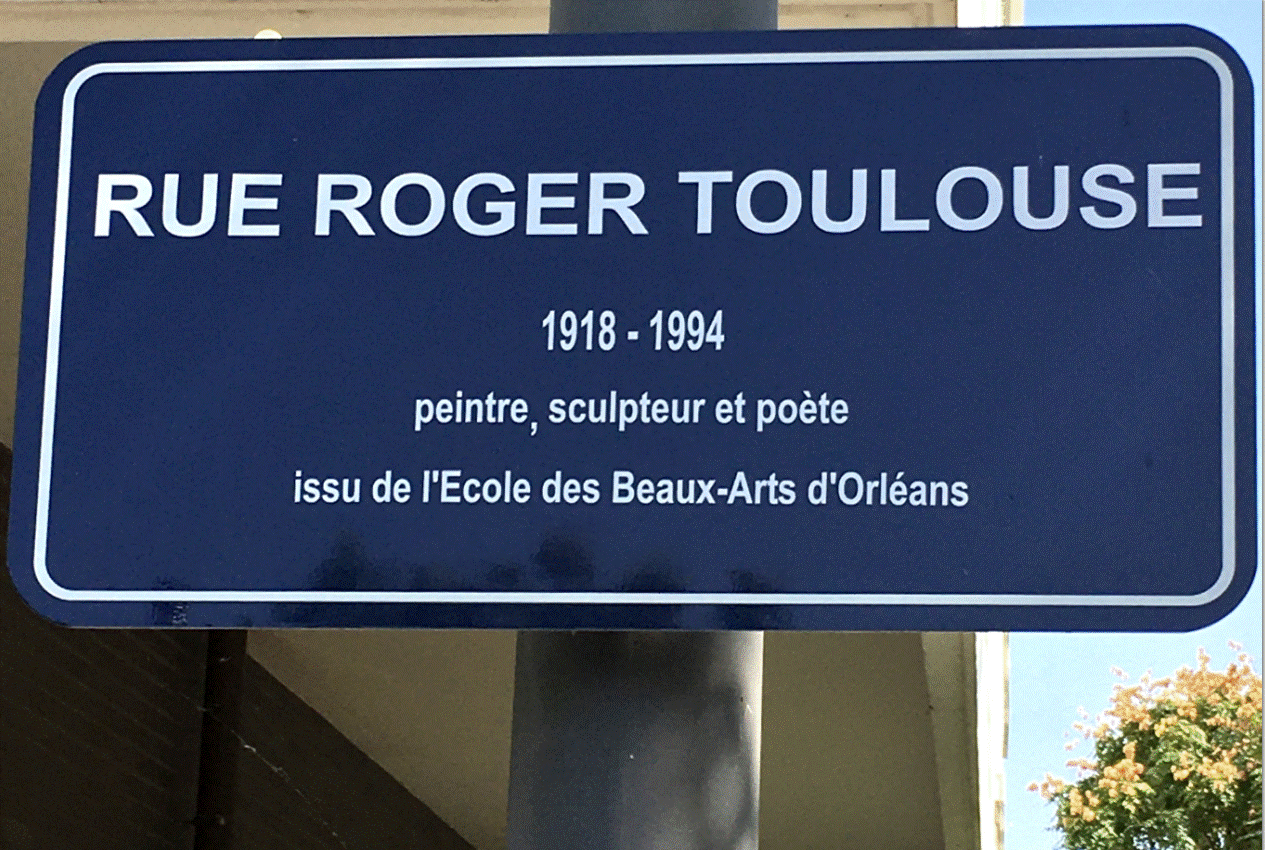 RUE ROGER TOULOUSE
1918 - 1994
peintre, sculpteur et poète
issu de l'Ecole des Beaux-Arts d'Orléans